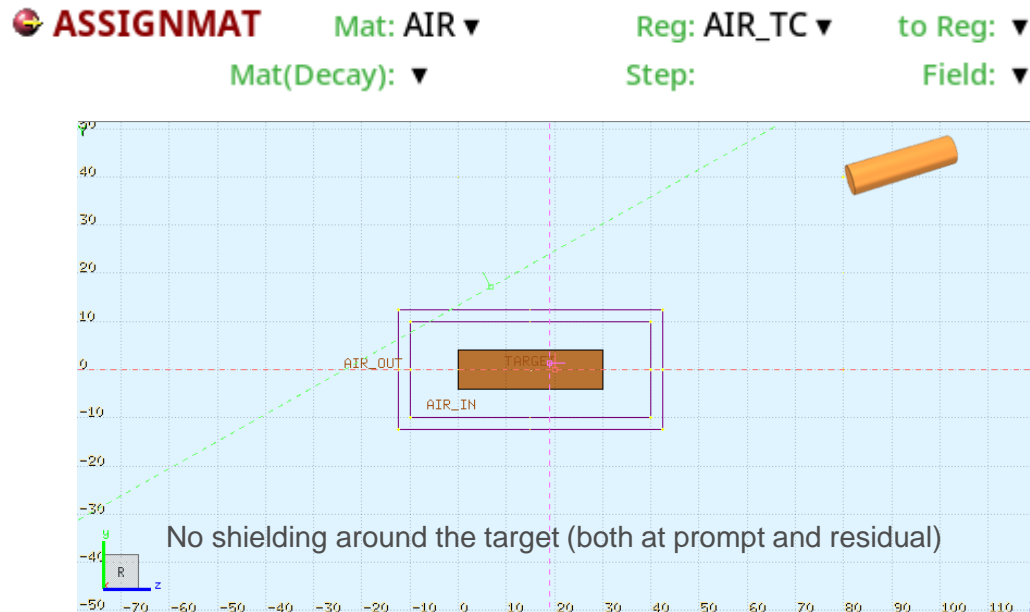 ASSIGNMAT Mat: AIR ▾ Reg: AIR_TC ▾ to Reg: ▾
Mat(Decay): ▾ Step: Field: ▾
40
30
20
10
TARGE
0
AIR_OUT
AIR_IN
-10
-20
-30
No shielding around the target (both at prompt and residual)
y
R
z
-50 -70 -60 -50 -40 -30 -20 -10 0 10 20 30 40 50 60 70 80 90 100 110